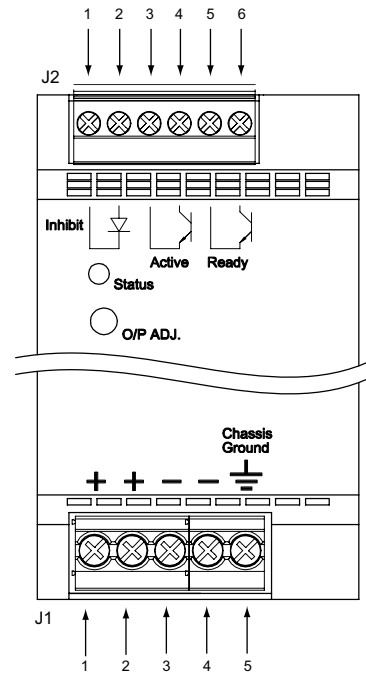 1 2 3 4 5 6
J2
Inhibit
Active Ready
Status
O/P ADJ.
Chassis
Ground
+ + − −
J1
1 2 3 4 5